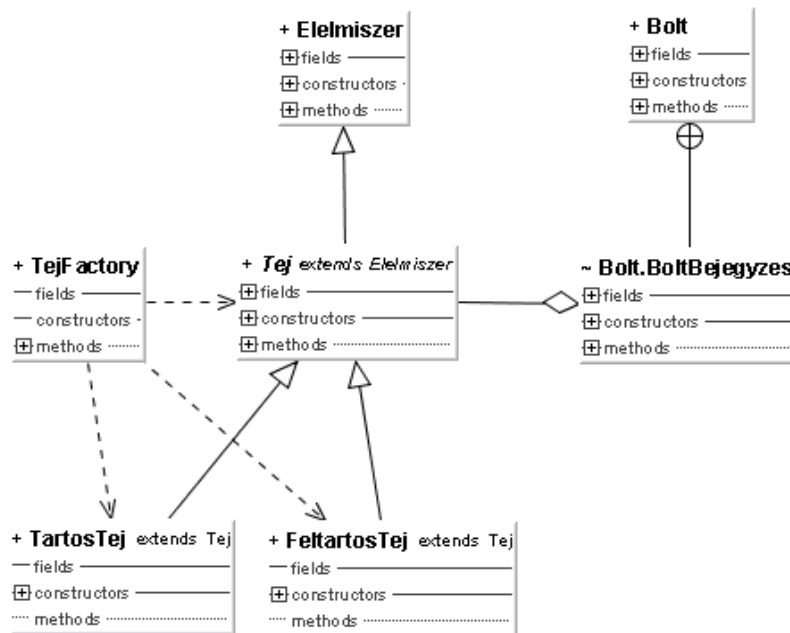 + Elelmiszer
fields
constructors
methods
+ Bolt
fields
constructors
methods
+ TejFactory
fields
constructors
methods
+ Tej extends Elelmiszer
fields
constructors
methods
~ Bolt.BoltBejegyzes
fields
constructors
methods
+ TartosTej extends Tej
fields
constructors
methods
+ FeltartosTej extends Tej
fields
constructors
methods